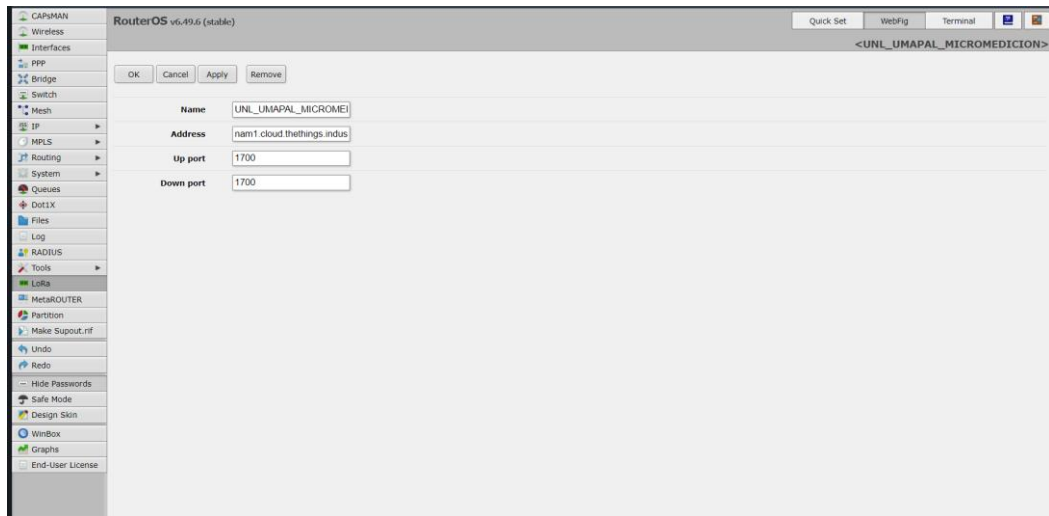 RouterOS v6.49.6 (stable)
Quick Set
WebFig
Terminal
<UNL_UMAPAL_MICROMEDICION>
CAPsMAN
Wireless
Interfaces
PPP
Bridge
Switch
Mesh
IP
MPLS
Routing
System
Queues
Dot1X
Files
Log
RADIUS
Tools
LoRa
MetaROUTER
Partition
Make Supout.rif
Undo
Redo
Hide Passwords
Safe Mode
Design Skin
WinBox
Graphs
End-User License
OK Cancel Apply Remove
Name UNL_UMAPAL_MICROMEI
Address nam1.cloud.thethings.indus
Up port 1700
Down port 1700